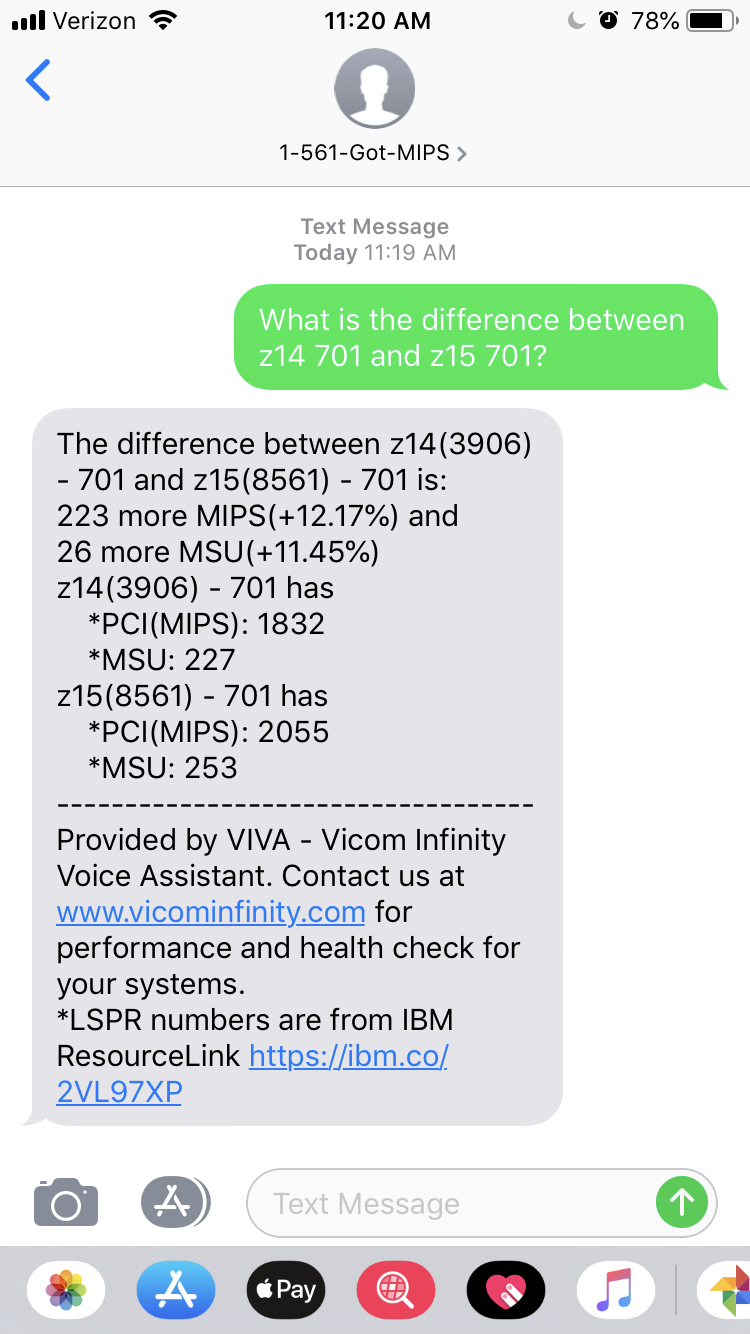 Verizon 11:20 AM 78%
1-561-Got-MIPS
Text Message
Today 11:19 AM
What is the difference between
z14 701 and z15 701?
The difference between z14(3906)
- 701 and z15(8561) - 701 is:
223 more MIPS(+12.17%) and
26 more MSU(+11.45%)
z14(3906) - 701 has
*PCI(MIPS): 1832
*MSU: 227
z15(8561) - 701 has
*PCI(MIPS): 2055
*MSU: 253
-----------------------------------
Provided by VIVA - Vicom Infinity
Voice Assistant. Contact us at
www.vicominfinity.com for
performance and health check for
your systems.
*LSPR numbers are from IBM
ResourceLink https://ibm.co/
2VL97XP
Text Message
Pay